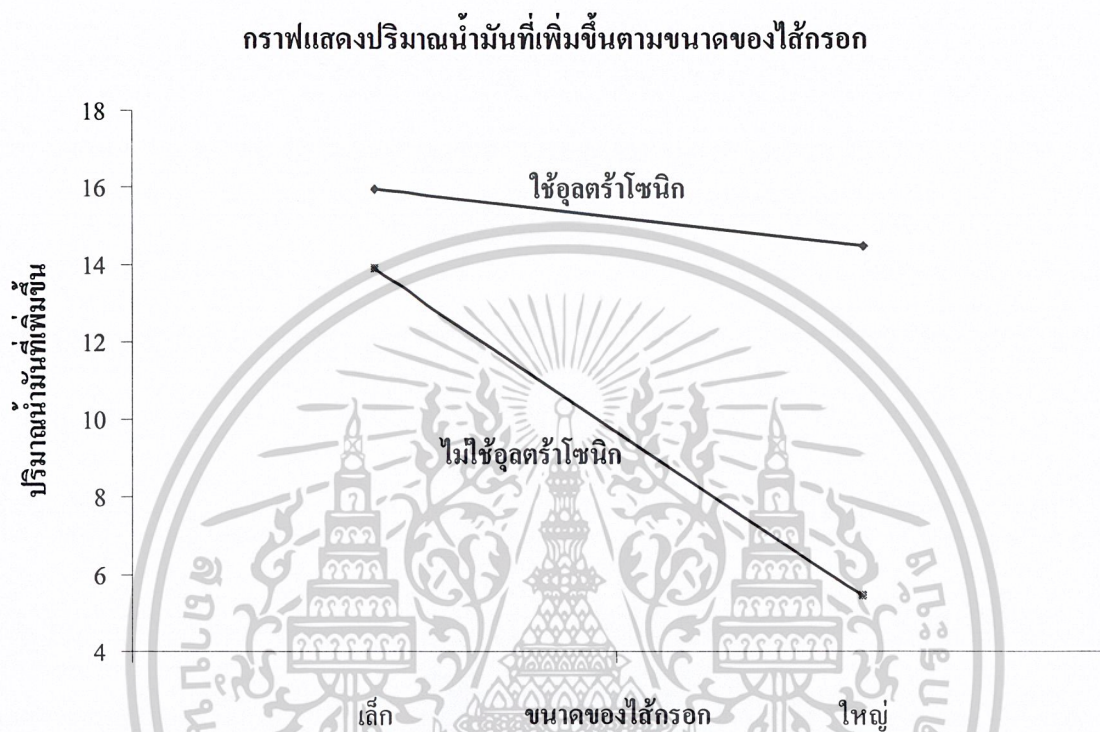 กราฟแสดงปริมาณน้ำมันที่เพิ่มขึ้นตามขนาดของไส้กรอก
18
16
14
12
10
8
6
4
ปริมาณน้ำมันที่เพิ่มขึ้น
ใช้อุลตร้าโซนิก
ไม่ใช้อุลตร้าโซนิก
เล็ก
ขนาดของไส้กรอก
ใหญ่